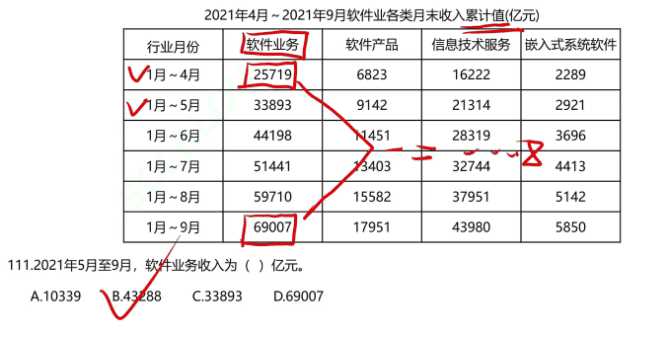 2021年4月～2021年9月软件业各类月末收入累计值(亿元)
行业月份 软件业务 软件产品 信息技术服务 嵌入式系统软件
1月～4月 25719 6823 16222 2289
1月～5月 33893 9142 21314 2921
1月～6月 44198 11451 28319 3696
1月～7月 51441 13403 32744 4413
1月～8月 59710 15582 37951 5142
1月～9月 69007 17951 43980 5850
111.2021年5月至9月，软件业务收入为（ ）亿元。
A.10339 B.43288 C.33893 D.69007